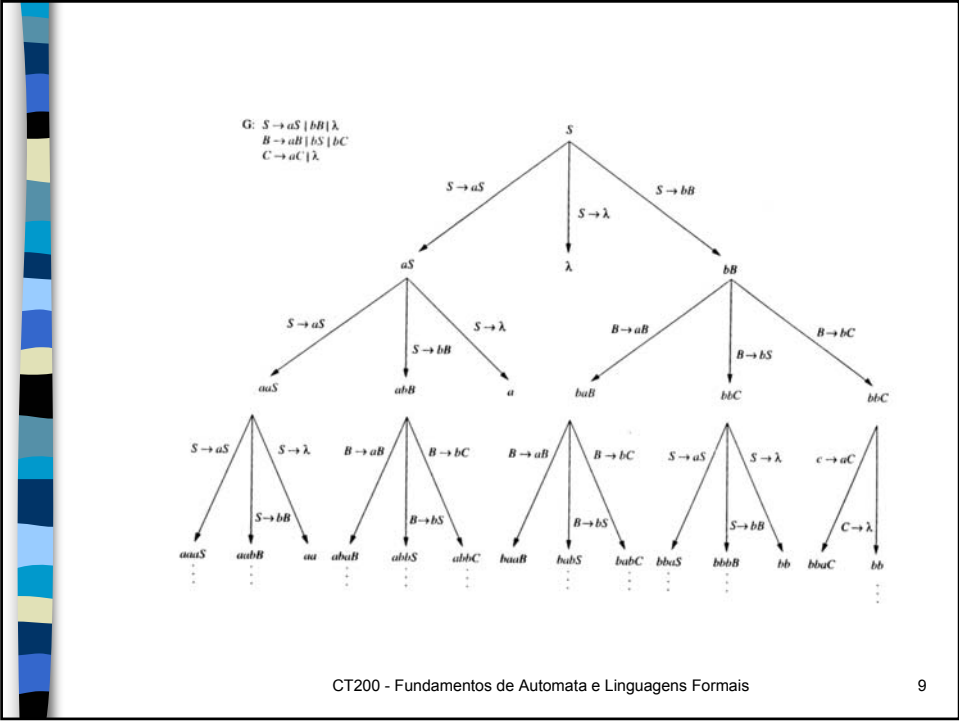 G: S → aS | bB | λ
B → aB | bS | bC
C → aC | λ
S
S → aS
S → λ
S → bB
aS
λ
bB
S → aS
S → bB
S → λ
B → aB
B → bS
B → bC
aaS
abB
a
baB
bbC
bbC
S → aS
S → λ
B → aB
B → bC
B → aB
B → bC
S → aS
S → λ
c → aC
S → bB
B → bS
B → bS
S → bB
C → λ
aaaS
aabB
aa
abaB
abbS
abbC
baaB
babS
babC
bbaS
bbbB
bb
bbaC
bb
CT200 - Fundamentos de Automata e Linguagens Formais
9